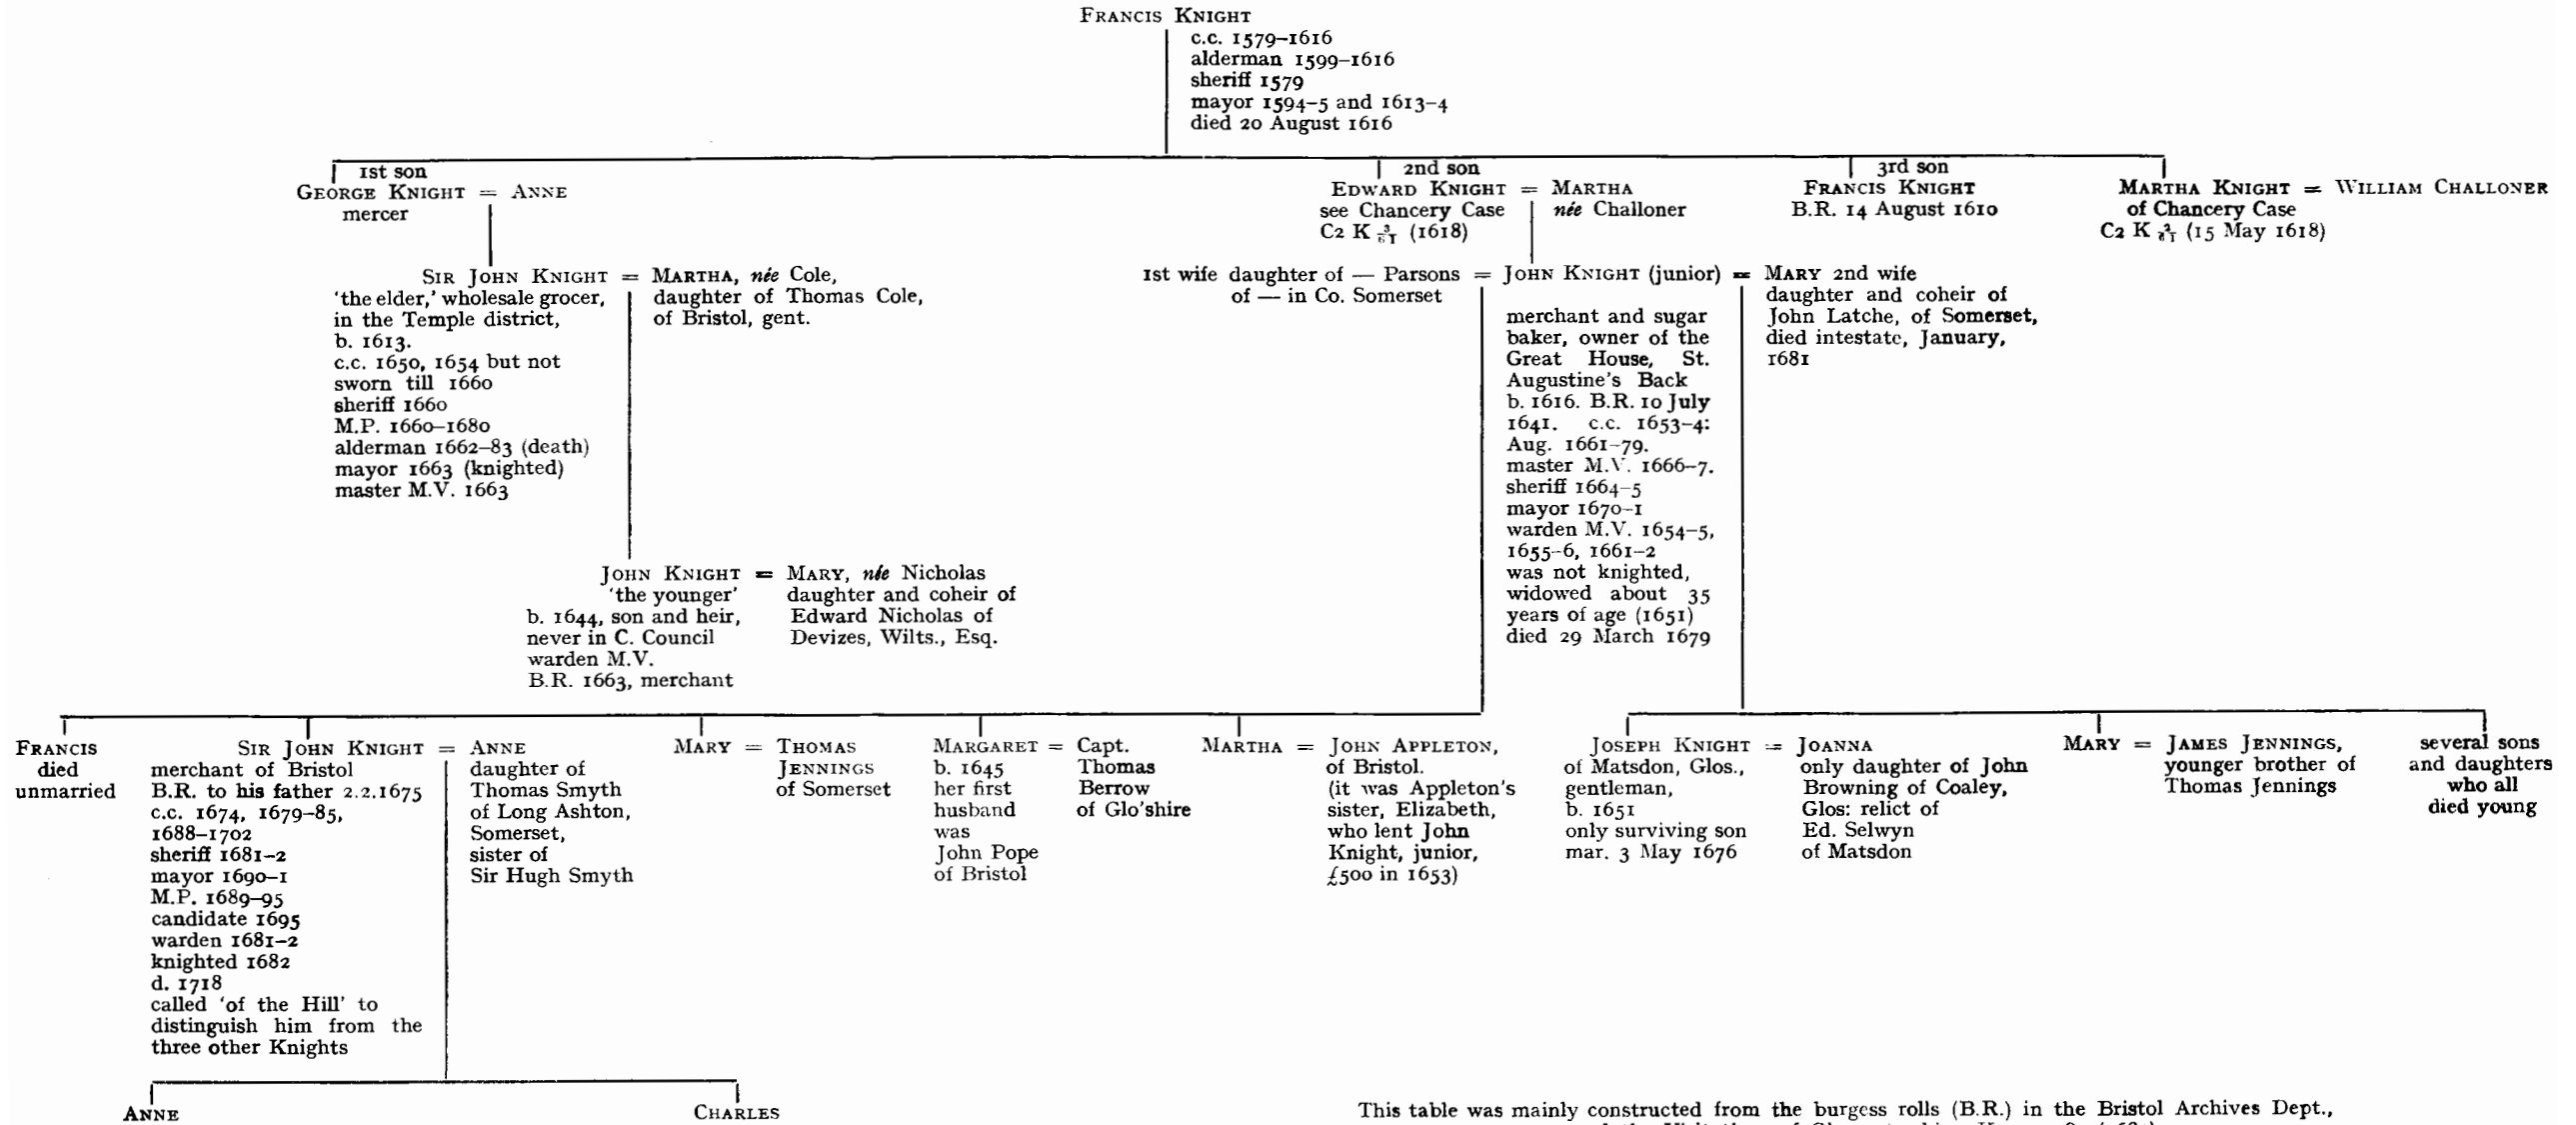 FRANCIS KNIGHT
c.c. 1579–1616
alderman 1599–1616
sheriff 1579
mayor 1594–5 and 1613–4
died 20 August 1616
1st son
GEORGE KNIGHT = ANNE
mercer
2nd son
EDWARD KNIGHT = MARTHA
see Chancery Case
née Challoner
C2 K (1618)
3rd son
FRANCIS KNIGHT
B.R. 14 August 1610
MARTHA KNIGHT = WILLIAM CHALLONER
of Chancery Case
C2 K (15 May 1618)
SIR JOHN KNIGHT = MARTHA, née Cole,
'the elder,' wholesale grocer,
in the Temple district,
b. 1613.
c.c. 1650, 1654 but not
sworn till 1660
sheriff 1660
M.P. 1660–1680
alderman 1662–83 (death)
mayor 1663 (knighted)
master M.V. 1663
daughter of Thomas Cole,
of Bristol, gent.
1st wife daughter of — Parsons = JOHN KNIGHT (junior) = MARY 2nd wife
of — in Co. Somerset
merchant and sugar
baker, owner of the
Great House, St.
Augustine's Back
b. 1616. B.R. 10 July
1641. c.c. 1653–4:
Aug. 1661–79.
master M.V. 1666–7.
sheriff 1664–5
mayor 1670–1
warden M.V. 1654–5,
1655–6, 1661–2
was not knighted,
widowed about 35
years of age (1651)
died 29 March 1679
daughter and coheir of
John Latche, of Somerset,
died intestate, January,
1681
JOHN KNIGHT = MARY, née Nicholas
'the younger'
b. 1644, son and heir,
never in C. Council
warden M.V.
B.R. 1663, merchant
daughter and coheir of
Edward Nicholas of
Devizes, Wilts., Esq.
FRANCIS
died
unmarried
SIR JOHN KNIGHT = ANNE
merchant of Bristol
B.R. to his father 2.2.1675
c.c. 1674, 1679–85,
1688–1702
sheriff 1681–2
mayor 1690–1
M.P. 1689–95
candidate 1695
warden 1681–2
knighted 1682
d. 1718
called 'of the Hill' to
distinguish him from the
three other Knights
daughter of
Thomas Smyth
of Long Ashton,
Somerset,
sister of
Sir Hugh Smyth
MARY = THOMAS
JENNINGS
of Somerset
MARGARET = Capt.
b. 1645
her first
husband
was
John Pope
of Bristol
Thomas
Berrow
of Glo'shire
MARTHA = JOHN APPLETON,
of Bristol.
(it was Appleton's
sister, Elizabeth,
who lent John
Knight, junior,
£500 in 1653)
JOSEPH KNIGHT = JOANNA
of Matsdon, Glos.,
gentleman,
b. 1651
only surviving son
mar. 3 May 1676
only daughter of John
Browning of Coaley,
Glos: relict of
Ed. Selwyn
of Matsdon
MARY = JAMES JENNINGS,
younger brother of
Thomas Jennings
several sons
and daughters
who all
died young
ANNE
CHARLES
This table was mainly constructed from the burgess rolls (B.R.) in the Bristol Archives Dept.,